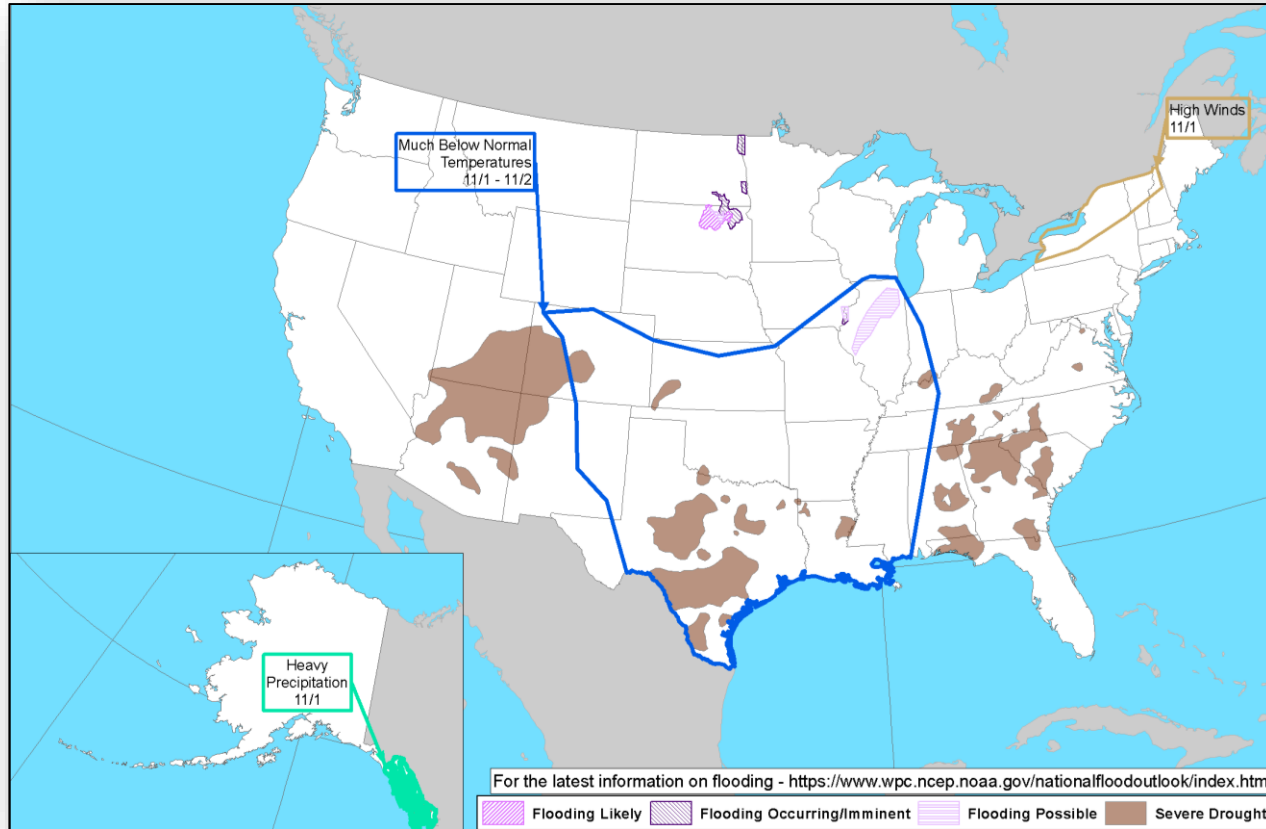 High Winds
11/1
Much Below Normal
Temperatures
11/1 - 11/2
Heavy
Precipitation
11/1
For the latest information on flooding - https://www.wpc.ncep.noaa.gov/nationalfloodoutlook/index.htm
Flooding Likely Flooding Occurring/Imminent Flooding Possible Severe Drought